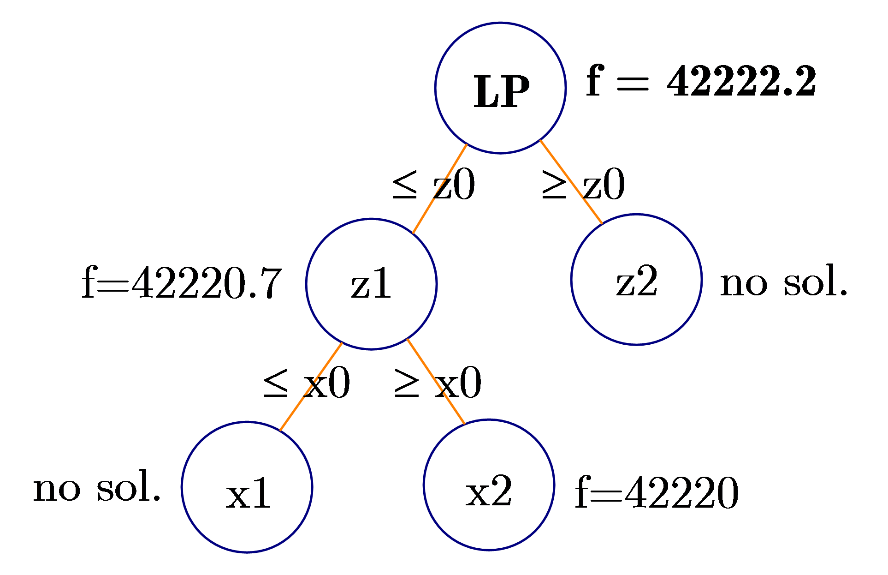 LP f = 42222.2
≤ z0 ≥ z0
f=42220.7 z1 z2 no sol.
≤ x0 ≥ x0
no sol. x1 x2 f=42220